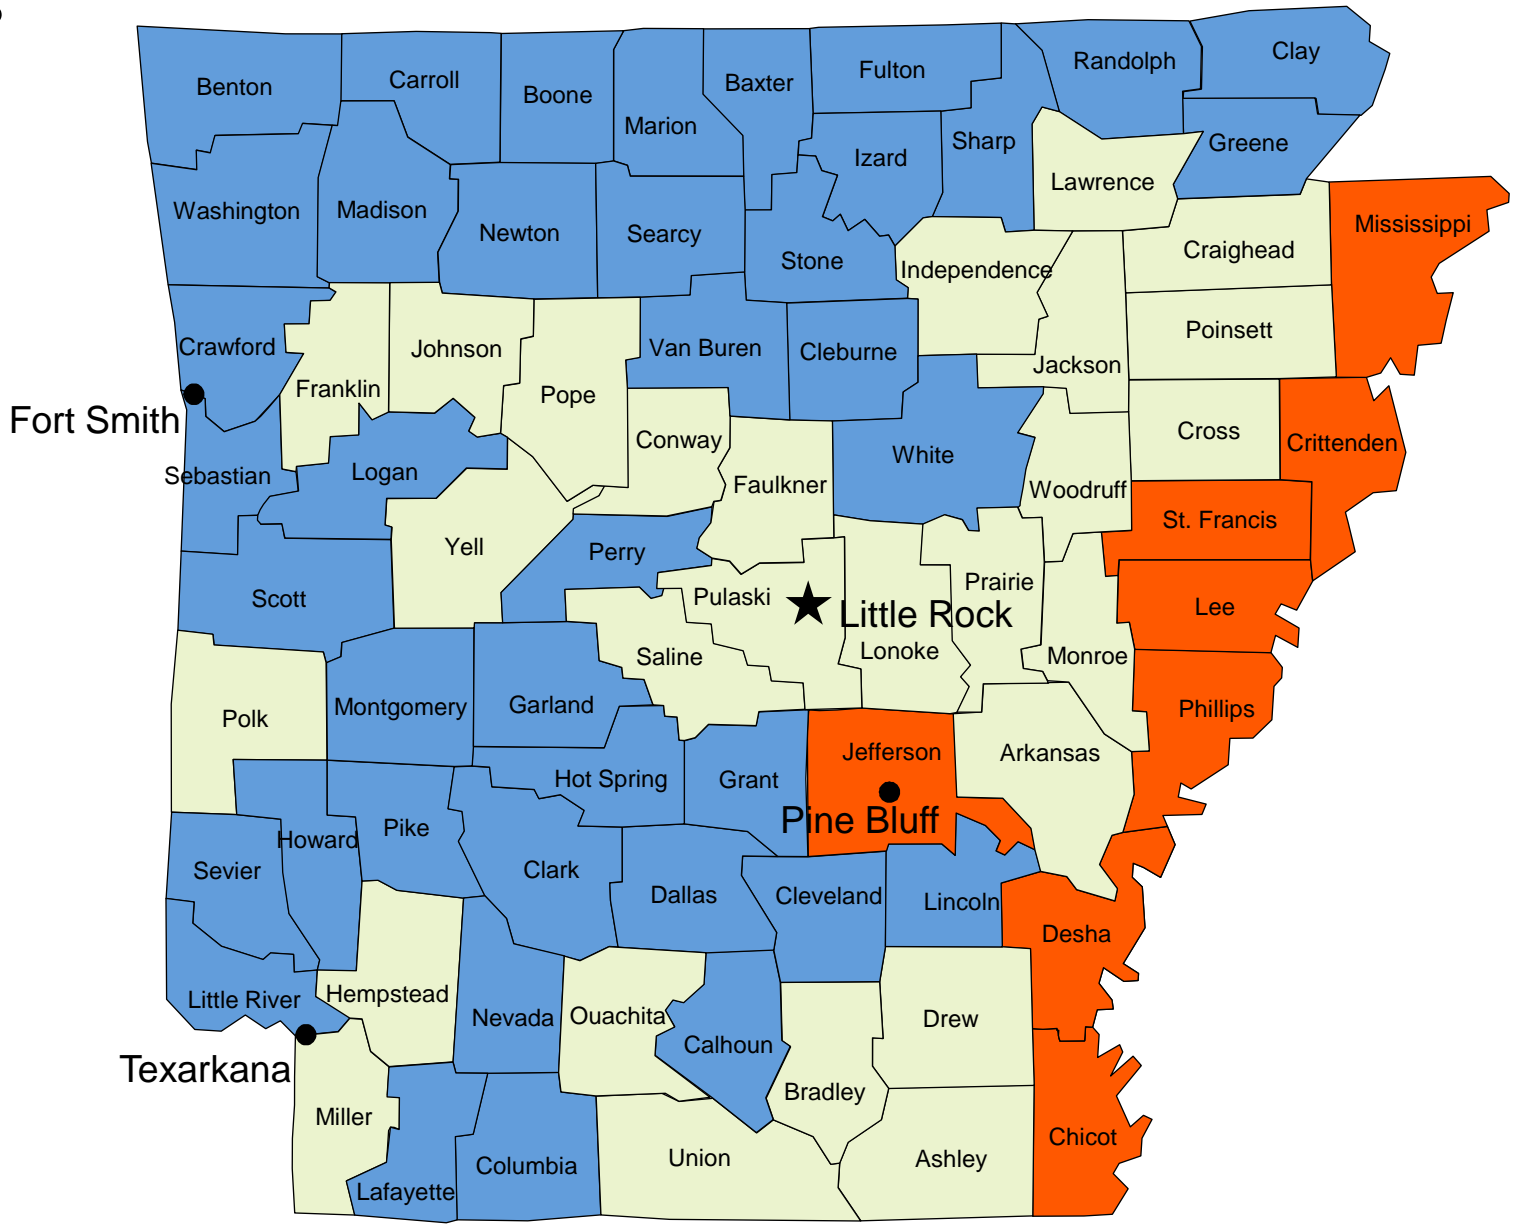 Benton
Carroll
Boone
Marion
Baxter
Fulton
Randolph
Clay
Izard
Sharp
Greene
Lawrence
Washington
Madison
Newton
Searcy
Stone
Independence
Craighead
Mississippi
Crawford
Franklin
Johnson
Pope
Van Buren
Cleburne
Jackson
Poinsett
Fort Smith
Sebastian
Logan
Conway
Faulkner
White
Woodruff
Cross
Crittenden
St. Francis
Scott
Yell
Perry
Pulaski
Little Rock
Prairie
Lee
Saline
Lonoke
Monroe
Polk
Montgomery
Garland
Phillips
Hot Spring
Grant
Jefferson
Arkansas
Pine Bluff
Howard
Pike
Sevier
Clark
Dallas
Cleveland
Lincoln
Desha
Little River
Hempstead
Nevada
Ouachita
Calhoun
Drew
Texarkana
Bradley
Miller
Lafayette
Columbia
Union
Ashley
Chicot